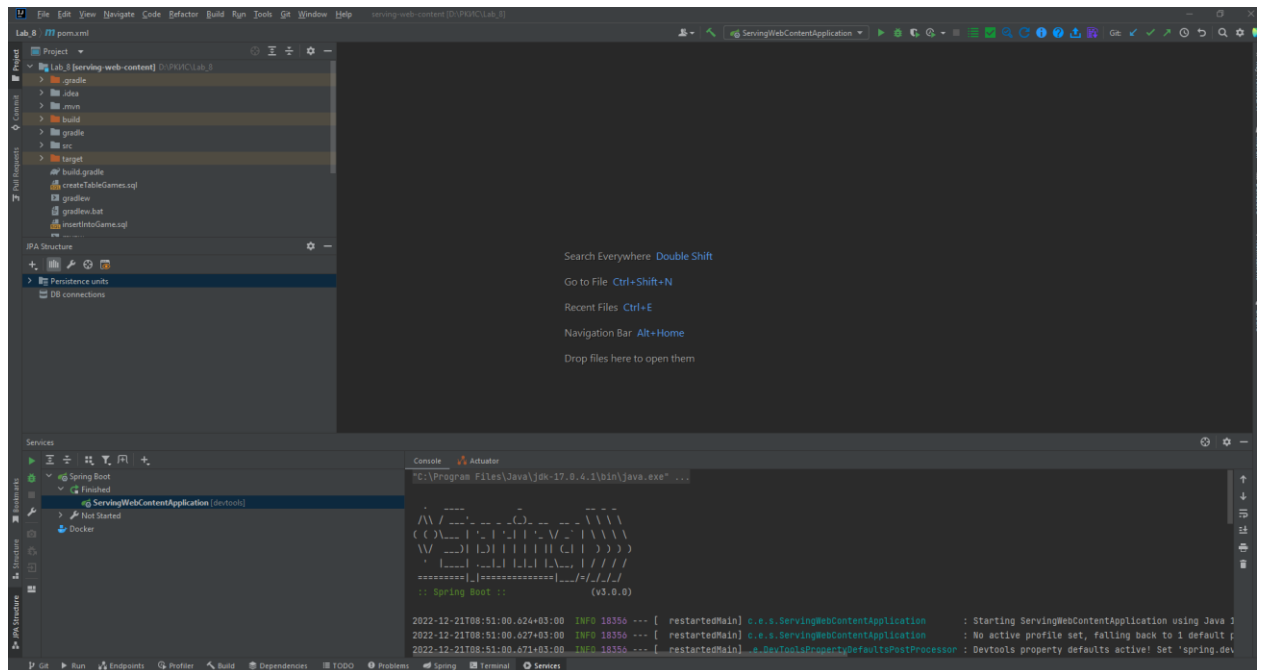 File Edit View Navigate Code Refactor Build Run Tools Git Window Help serving-web-content [D:\РКИС\Lab_8]
Lab_8 pom.xml ServingWebContentApplication Git:
Project
Lab_8 [serving-web-content] D:\РКИС\Lab_8
.gradle
.idea
.mvn
build
gradle
src
target
build.gradle
createTableGames.sql
gradlew
gradlew.bat
insertIntoGame.sql
JPA Structure
Persistence units
DB connections
Project
Commit
Pull Requests
Search Everywhere Double Shift
Go to File Ctrl+Shift+N
Recent Files Ctrl+E
Navigation Bar Alt+Home
Drop files here to open them
Services
Spring Boot
Finished
ServingWebContentApplication [devtools]
Not Started
Docker
Bookmarks
Structure
JPA Structure
Console Actuator
"C:\Program Files\Java\jdk-17.0.4.1\bin\java.exe" ...
:: Spring Boot :: (v3.0.0)
2022-12-21T08:51:00.624+03:00 INFO 18356 --- [ restartedMain] c.e.s.ServingWebContentApplication : Starting ServingWebContentApplication using Java
2022-12-21T08:51:00.627+03:00 INFO 18356 --- [ restartedMain] c.e.s.ServingWebContentApplication : No active profile set, falling back to 1 default
2022-12-21T08:51:00.671+03:00 INFO 18356 --- [ restartedMain] .e.DevToolsPropertyDefaultsPostProcessor : Devtools property defaults active! Set 'spring.dev
Git Run Endpoints Profiler Build Dependencies TODO Problems Spring Terminal Services